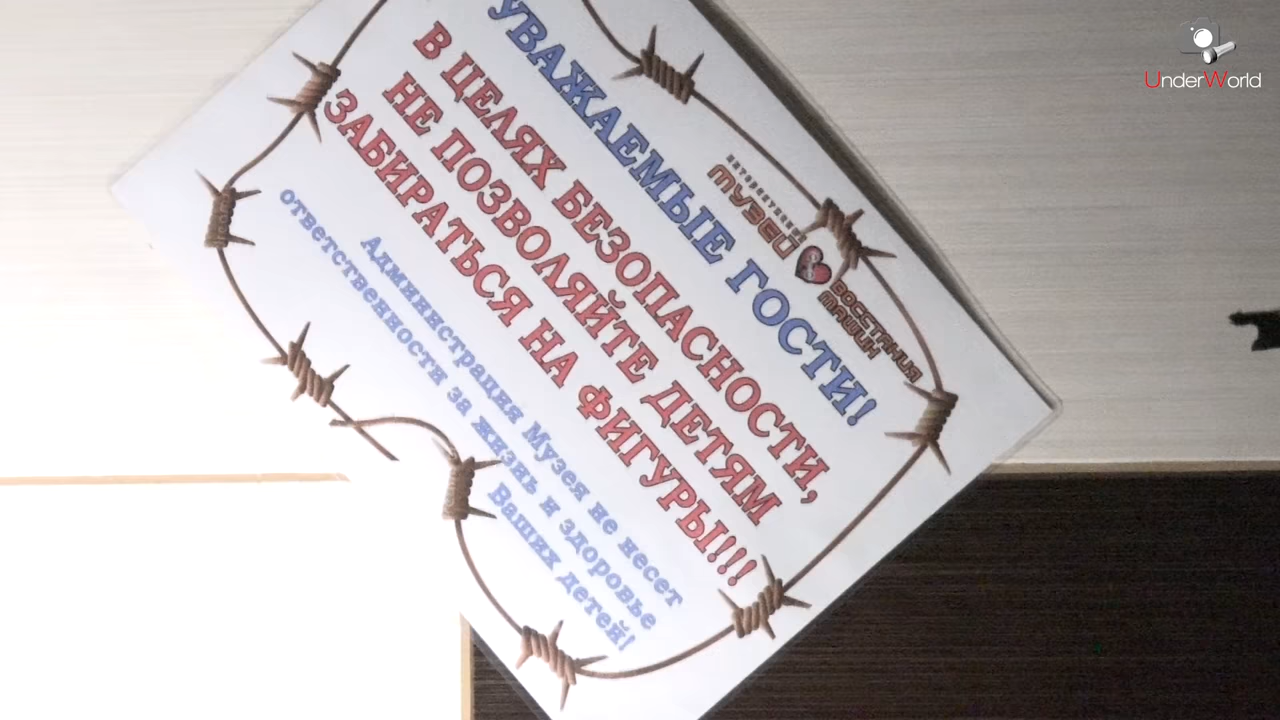 UnderWorld
интерактивный
МУЗЕЙ
ВОССТАНИЯ
МАШИН
УВАЖАЕМЫЕ ГОСТИ!
В ЦЕЛЯХ БЕЗОПАСНОСТИ,
НЕ ПОЗВОЛЯЙТЕ ДЕТЯМ
ЗАБИРАТЬСЯ НА ФИГУРЫ!!!
Администрация Музея не несет
ответственности за жизнь и здоровье
Ваших детей!